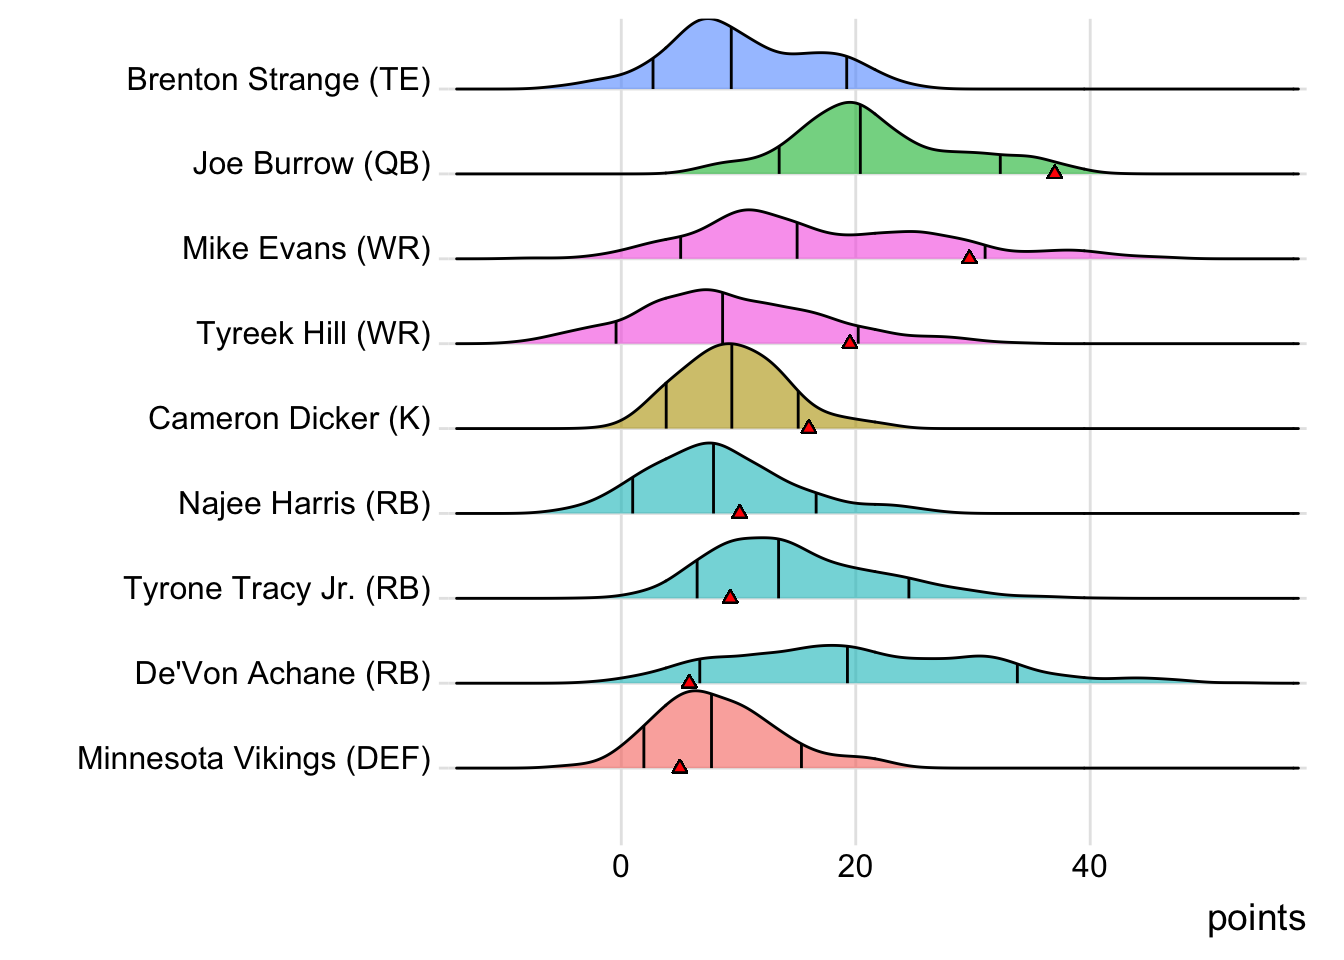 Brenton Strange (TE)
Joe Burrow (QB)
Mike Evans (WR)
Tyreek Hill (WR)
Cameron Dicker (K)
Najee Harris (RB)
Tyrone Tracy Jr. (RB)
De'Von Achane (RB)
Minnesota Vikings (DEF)
0 20 40
points